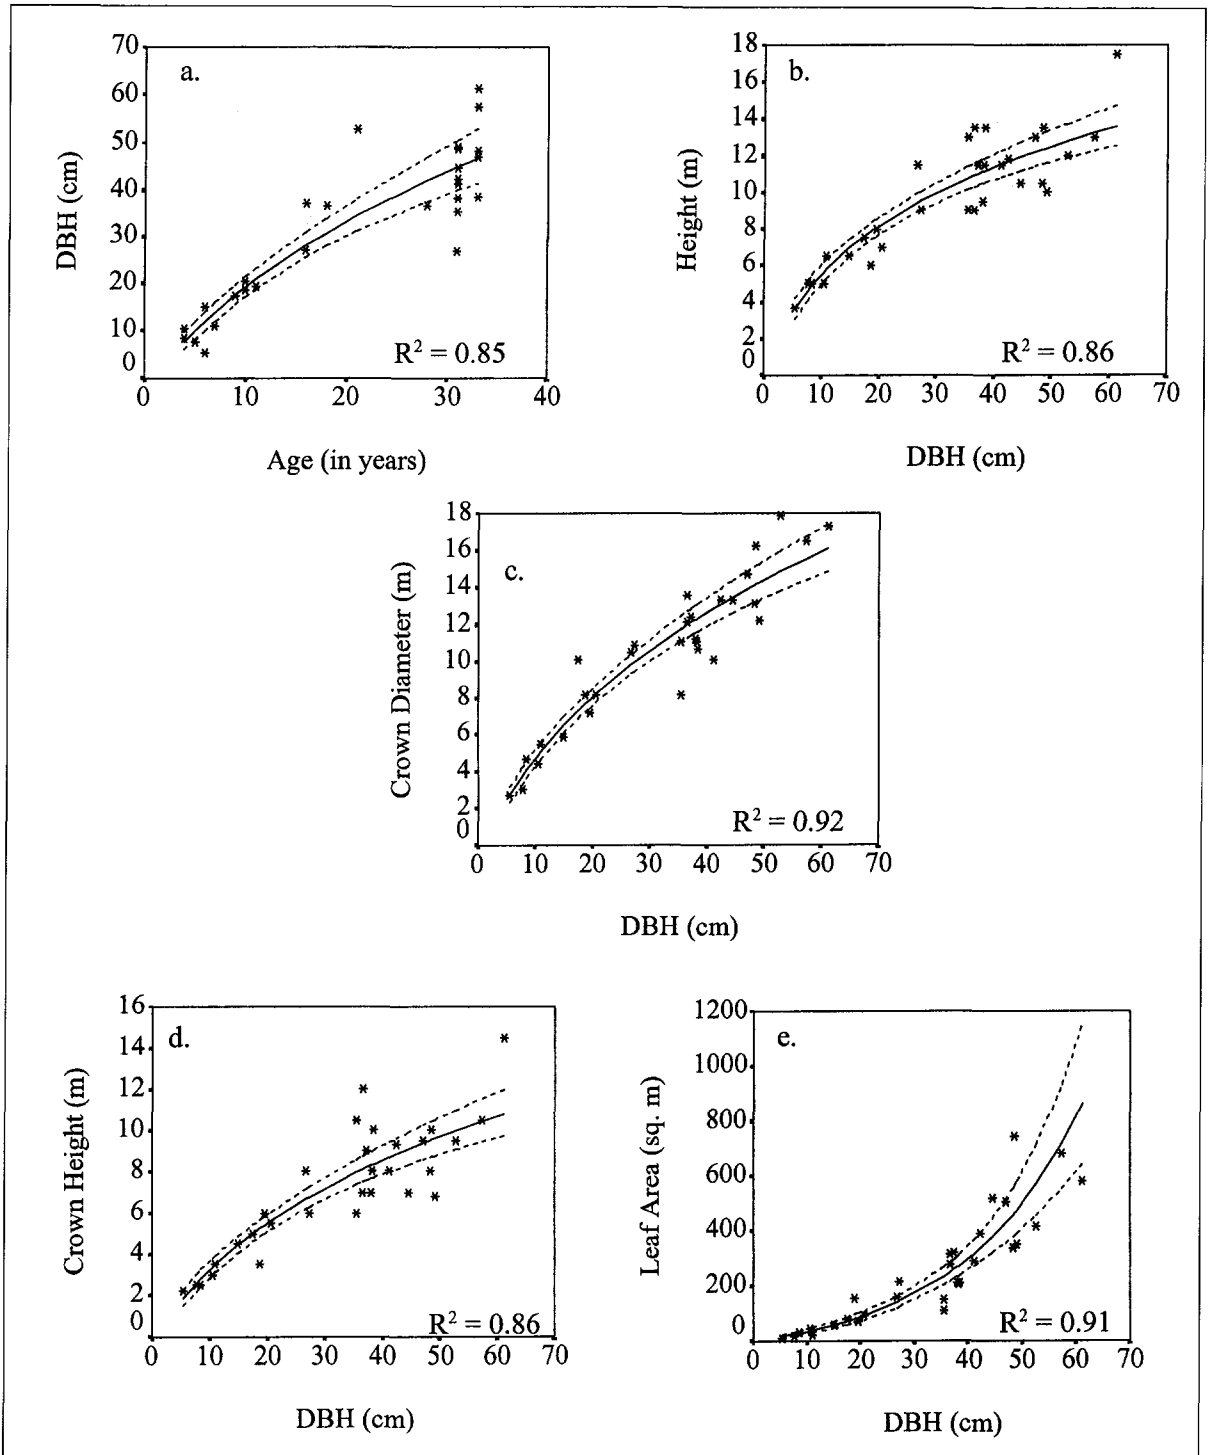 a.
70
60
50
40
30
20
10
0
DBH (cm)
R² = 0.85
0 10 20 30 40
Age (in years)
b.
18
16
14
12
10
8
6
4
2
0
Height (m)
R² = 0.86
0 10 20 30 40 50 60 70
DBH (cm)
c.
18
16
14
12
10
8
6
4
2
0
Crown Diameter (m)
R² = 0.92
0 10 20 30 40 50 60 70
DBH (cm)
d.
16
14
12
10
8
6
4
2
0
Crown Height (m)
R² = 0.86
0 10 20 30 40 50 60 70
DBH (cm)
e.
1200
1000
800
600
400
200
0
Leaf Area (sq. m)
R² = 0.91
0 10 20 30 40 50 60 70
DBH (cm)